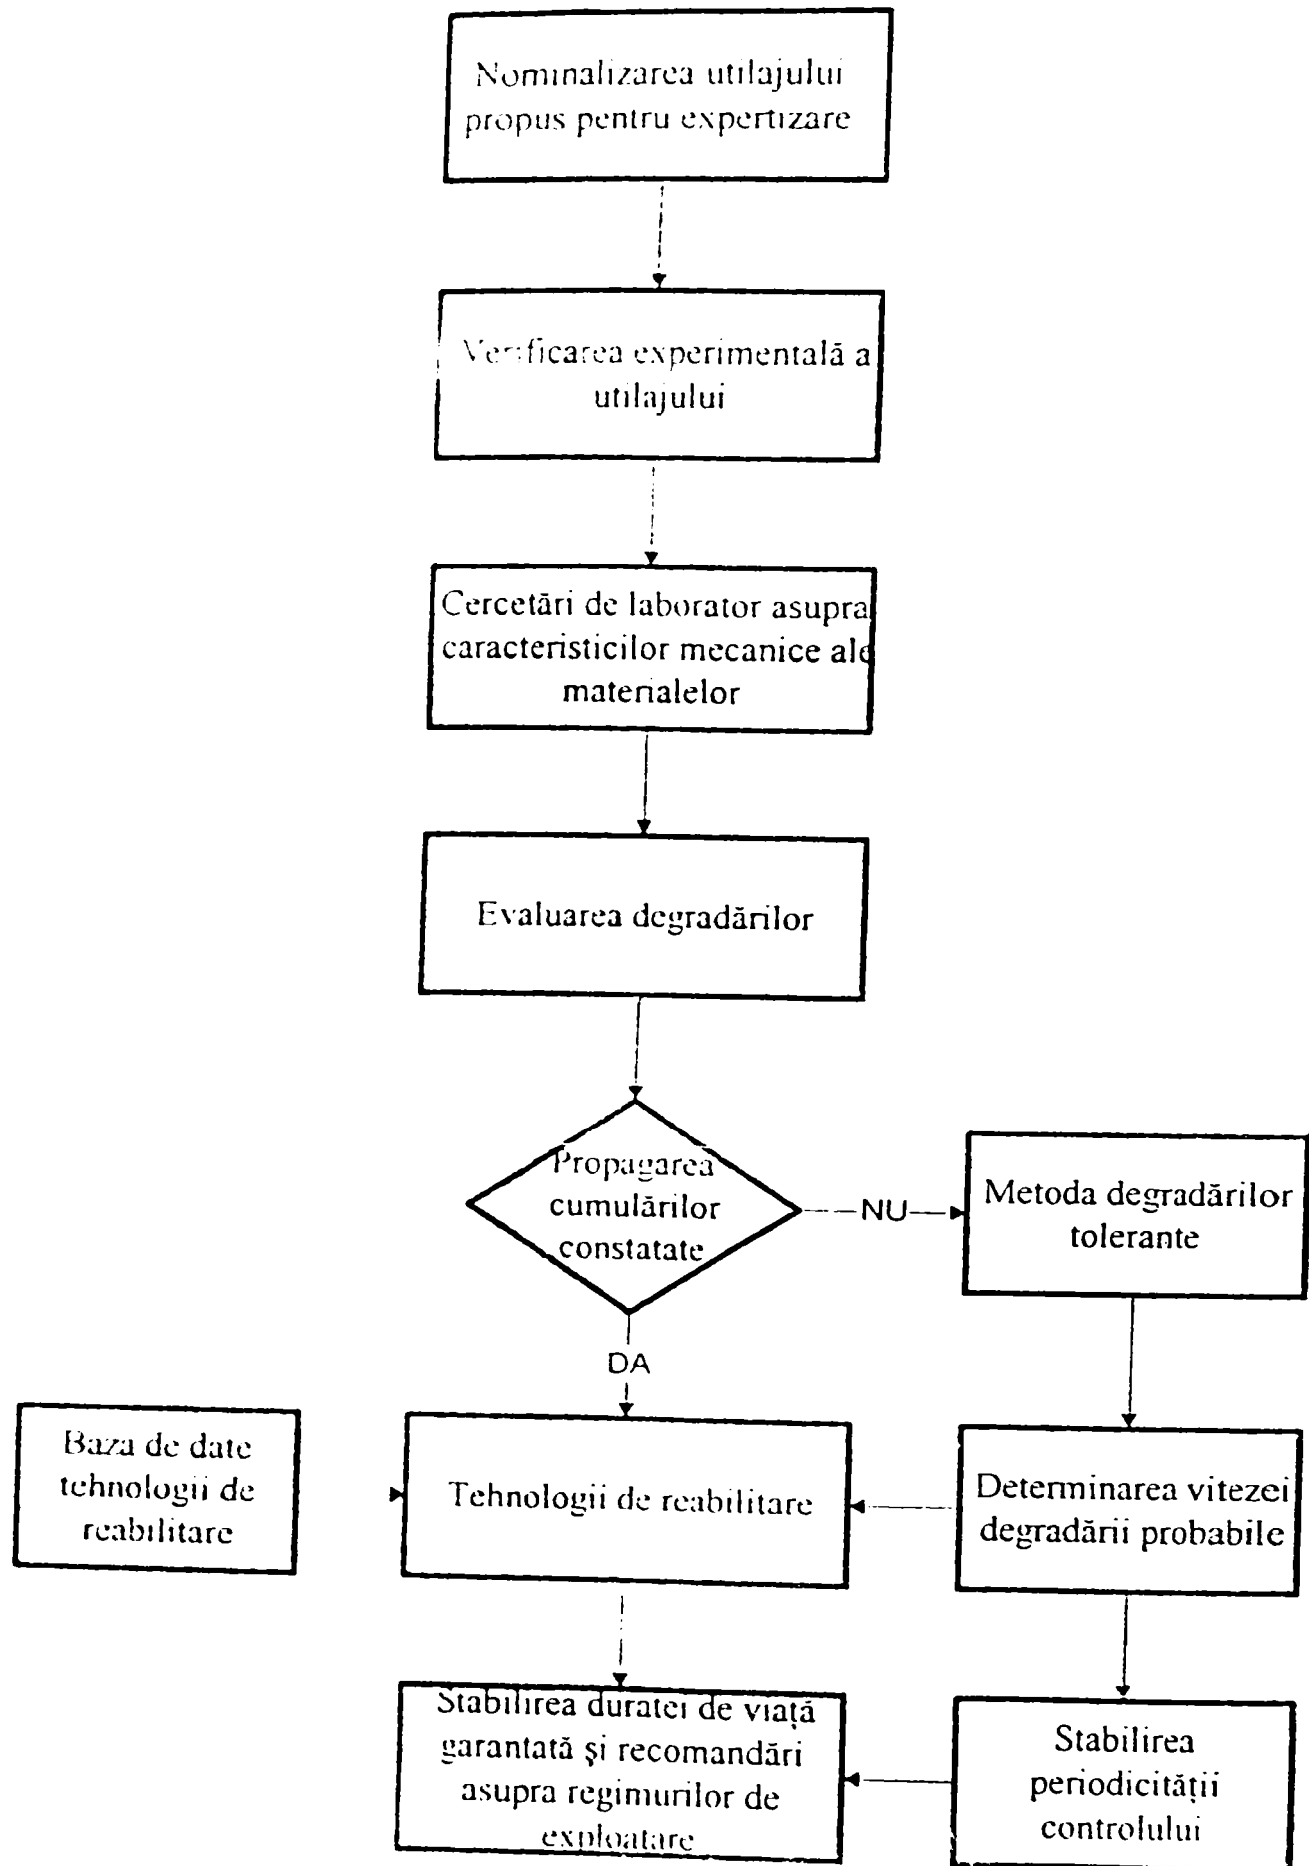 Nominalizarea utilajului
propus pentru expertizare
Verificarea experimentală a
utilajului
Cercetări de laborator asupra
caracteristicilor mecanice ale
materialelor
Evaluarea degradărilor
Propagarea
cumulărilor
constatate
NU
Metoda degradărilor
tolerante
DA
Baza de date
tehnologii de
reabilitare
Tehnologii de reabilitare
Determinarea vitezei
degradării probabile
Stabilirea duratei de viață
garantată și recomandări
asupra regimurilor de
exploatare
Stabilirea
periodicității
controlului